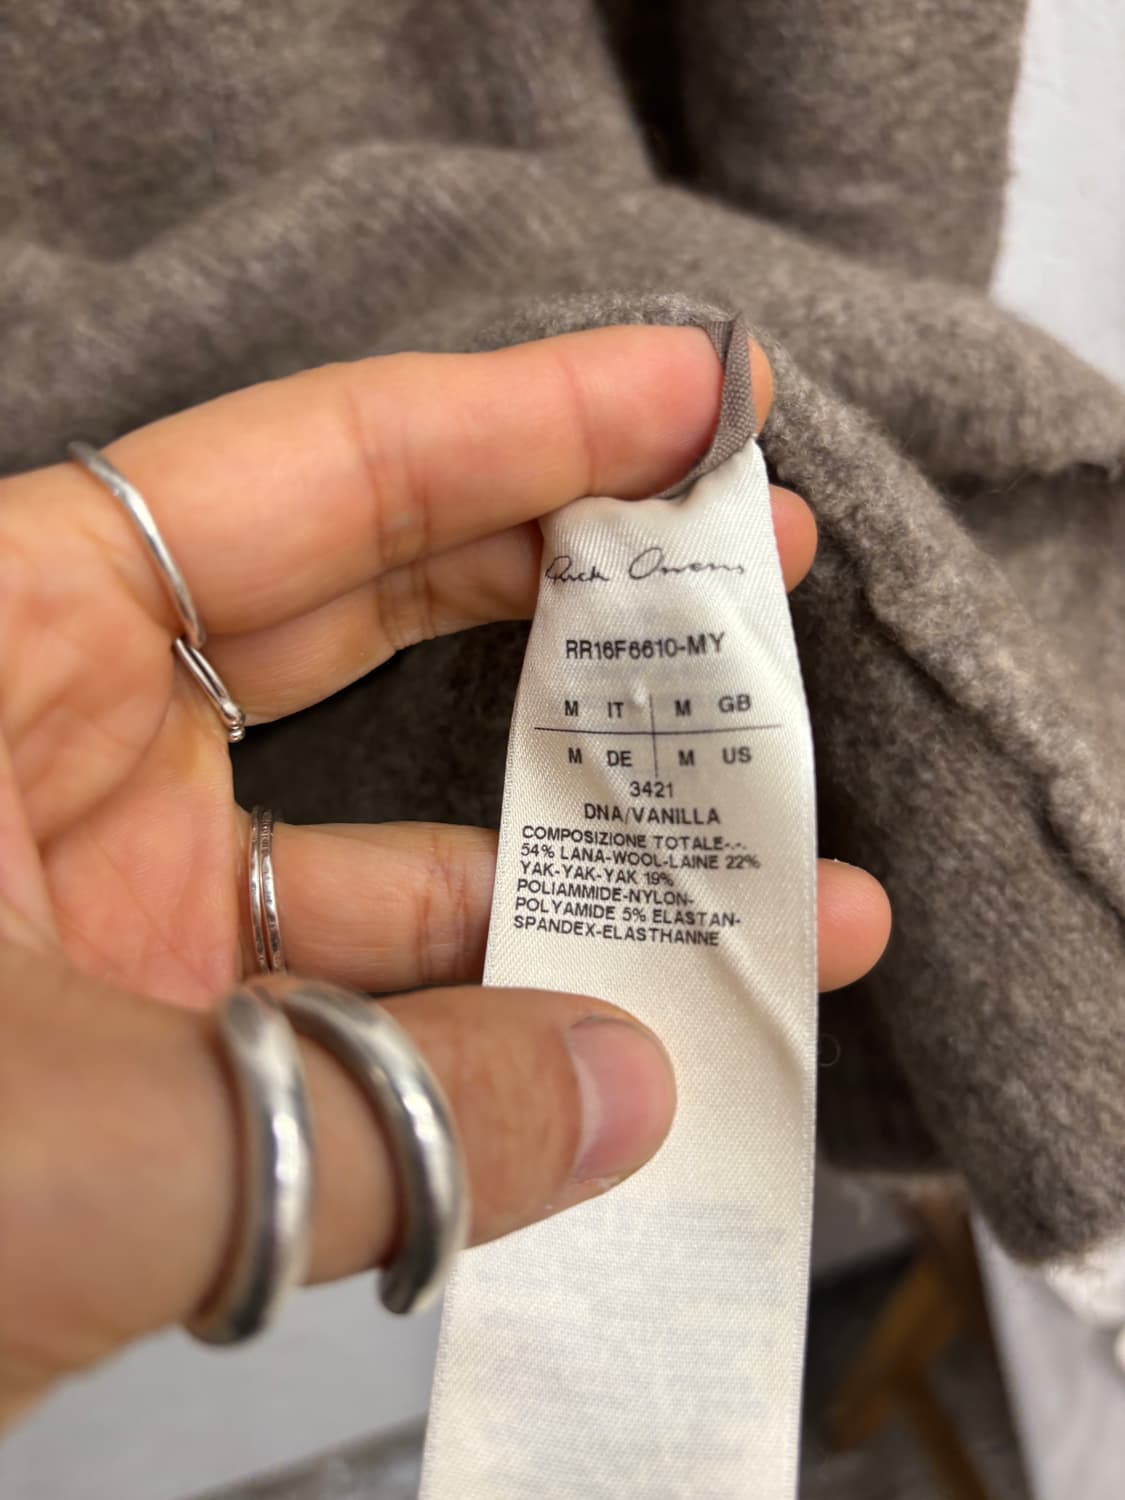 Rick Owens
RR16F6610-MY
M IT M GB
M DE M US
3421
DNA/VANILLA
COMPOSIZIONE TOTALE-.-.
54% LANA-WOOL-LAINE 22%
YAK-YAK-YAK 19%
POLIAMMIDE-NYLON-
POLYAMIDE 5% ELASTAN-
SPANDEX-ELASTHANNE